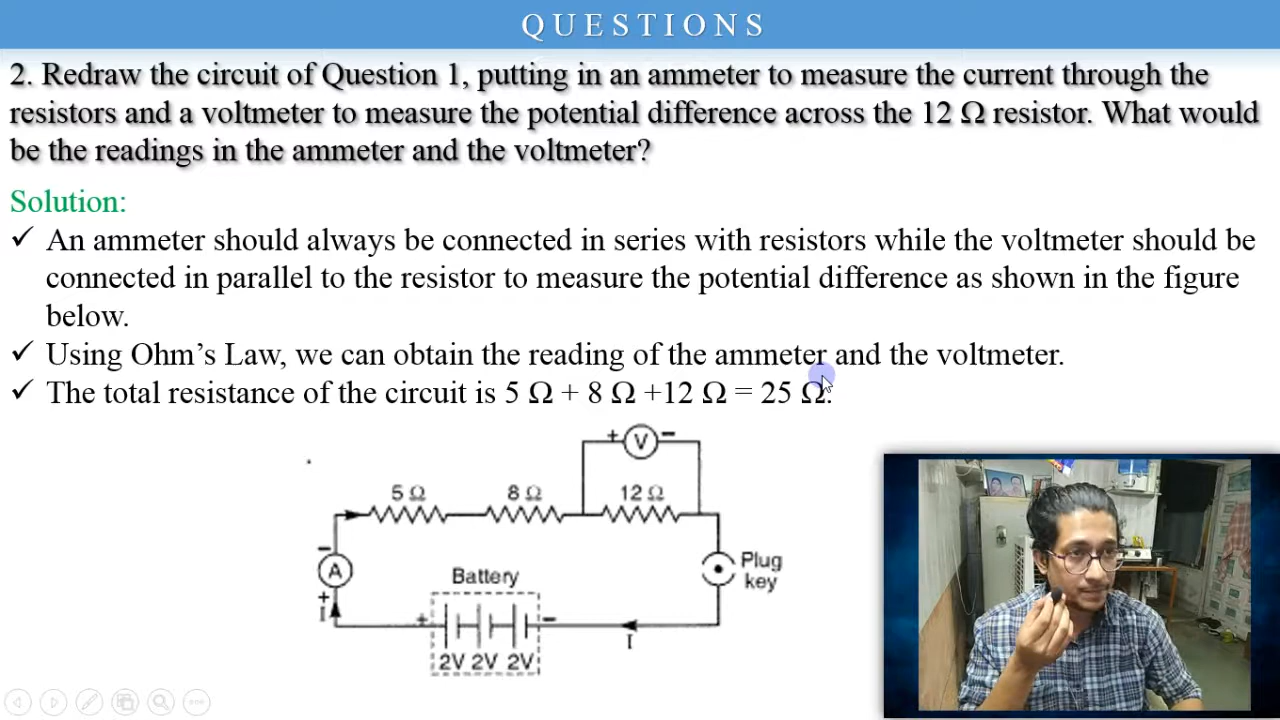 QUESTIONS
2. Redraw the circuit of Question 1, putting in an ammeter to measure the current through the
resistors and a voltmeter to measure the potential difference across the 12 Ω resistor. What would
be the readings in the ammeter and the voltmeter?
Solution:
✓ An ammeter should always be connected in series with resistors while the voltmeter should be
connected in parallel to the resistor to measure the potential difference as shown in the figure
below.
✓ Using Ohm’s Law, we can obtain the reading of the ammeter and the voltmeter.
✓ The total resistance of the circuit is 5 Ω + 8 Ω +12 Ω = 25 Ω.
+ V −
5 Ω 8 Ω 12 Ω
−
A
+
I
Plug
key
Battery
+ −
I
2V 2V 2V